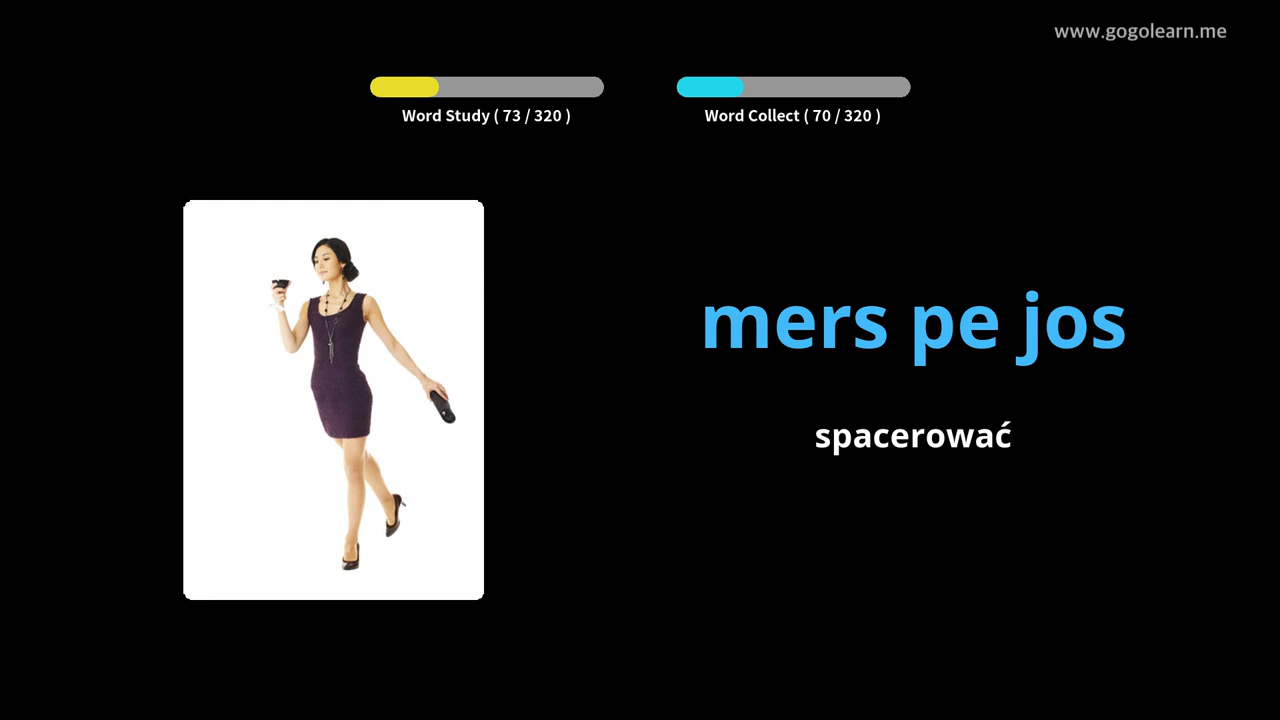 www.gogolearn.me
Word Study ( 73 / 320 )
Word Collect ( 70 / 320 )
mers pe jos
spacerować